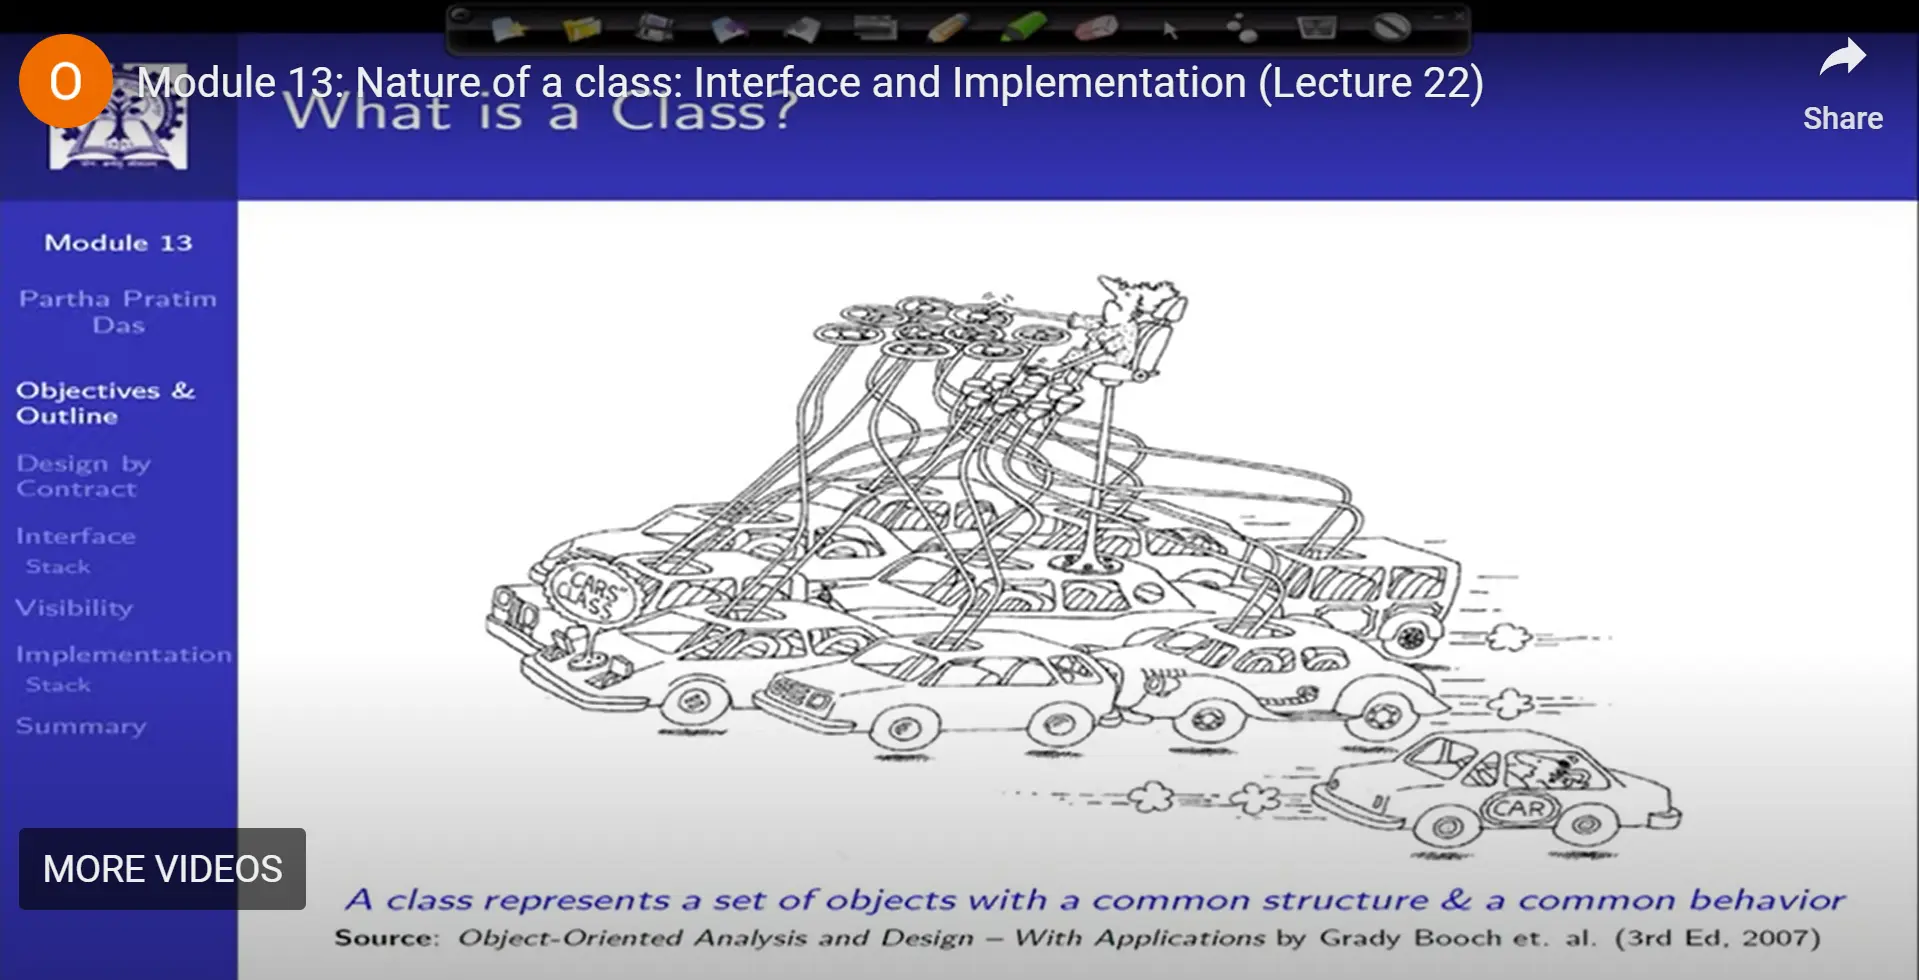 O
Module 13: Nature of a class: Interface and Implementation (Lecture 22)
Share
What is a Class?
Module 13
Partha Pratim
Das
Objectives &
Outline
Design by
Contract
Interface
Stack
Visibility
Implementation
Stack
Summary
CARS'
CLASS
CAR
MORE VIDEOS
A class represents a set of objects with a common structure & a common behavior
Source: Object-Oriented Analysis and Design – With Applications by Grady Booch et. al. (3rd Ed, 2007)